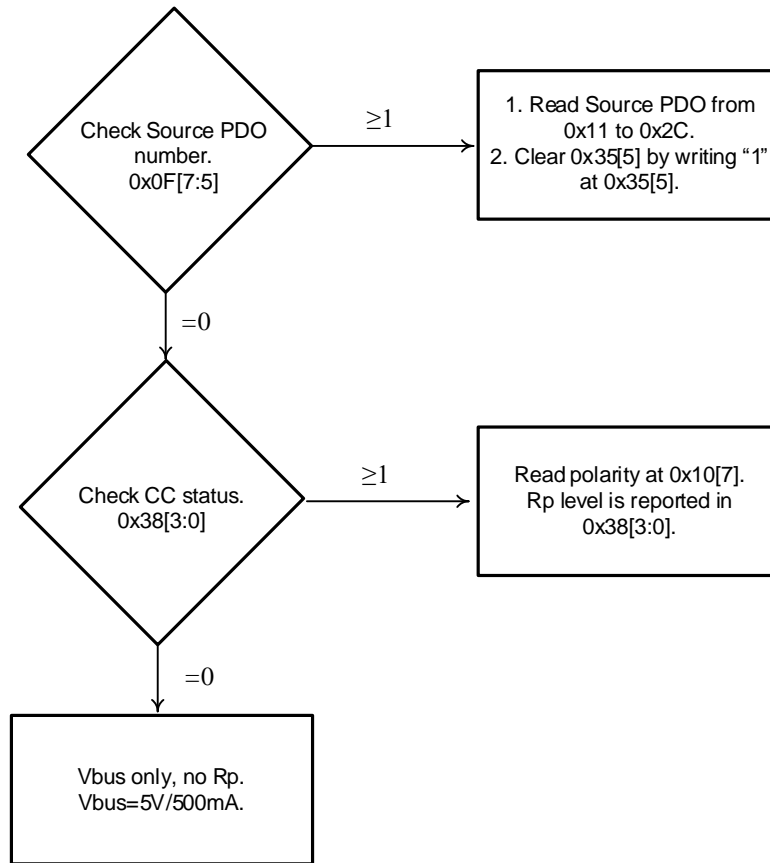 Check Source PDO
number.
0x0F[7:5]
≥1
1. Read Source PDO from
0x11 to 0x2C.
2. Clear 0x35[5] by writing “1”
at 0x35[5].
=0
Check CC status.
0x38[3:0]
≥1
Read polarity at 0x10[7].
Rp level is reported in
0x38[3:0].
=0
Vbus only, no Rp.
Vbus=5V/500mA.